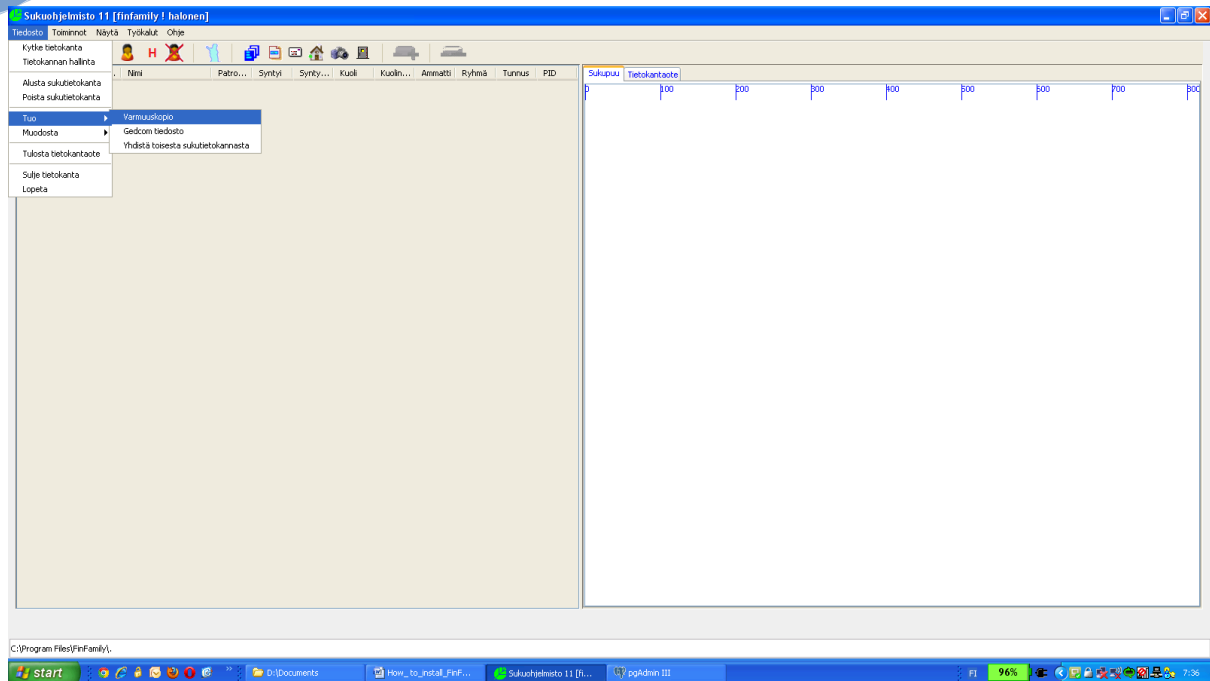 Sukuohjelmisto 11 [finfamily ! halonen]
Tiedosto Toiminnot Näytä Työkalut Ohje
Kytke tietokanta
Tietokannan hallinta
Alusta sukutietokanta
Poista sukutietokanta
Tuo
Muodosta
Tulosta tietokantaote
Sulje tietokanta
Lopeta
Varmuuskopio
Gedcom tiedosto
Yhdistä toisesta sukutietokannasta
H
. Nimi Patro... Syntyi Synty... Kuoli Kuolin... Ammatti Ryhmä Tunnus PID
Sukupuu Tietokantaote
0 100 200 300 400 500 600 700 800
C:\Program Files\FinFamily\.
start » D:\Documents How_ to_install_FinF... Sukuohjelmisto 11 [fi... pgAdmin III FI 96% 7:36